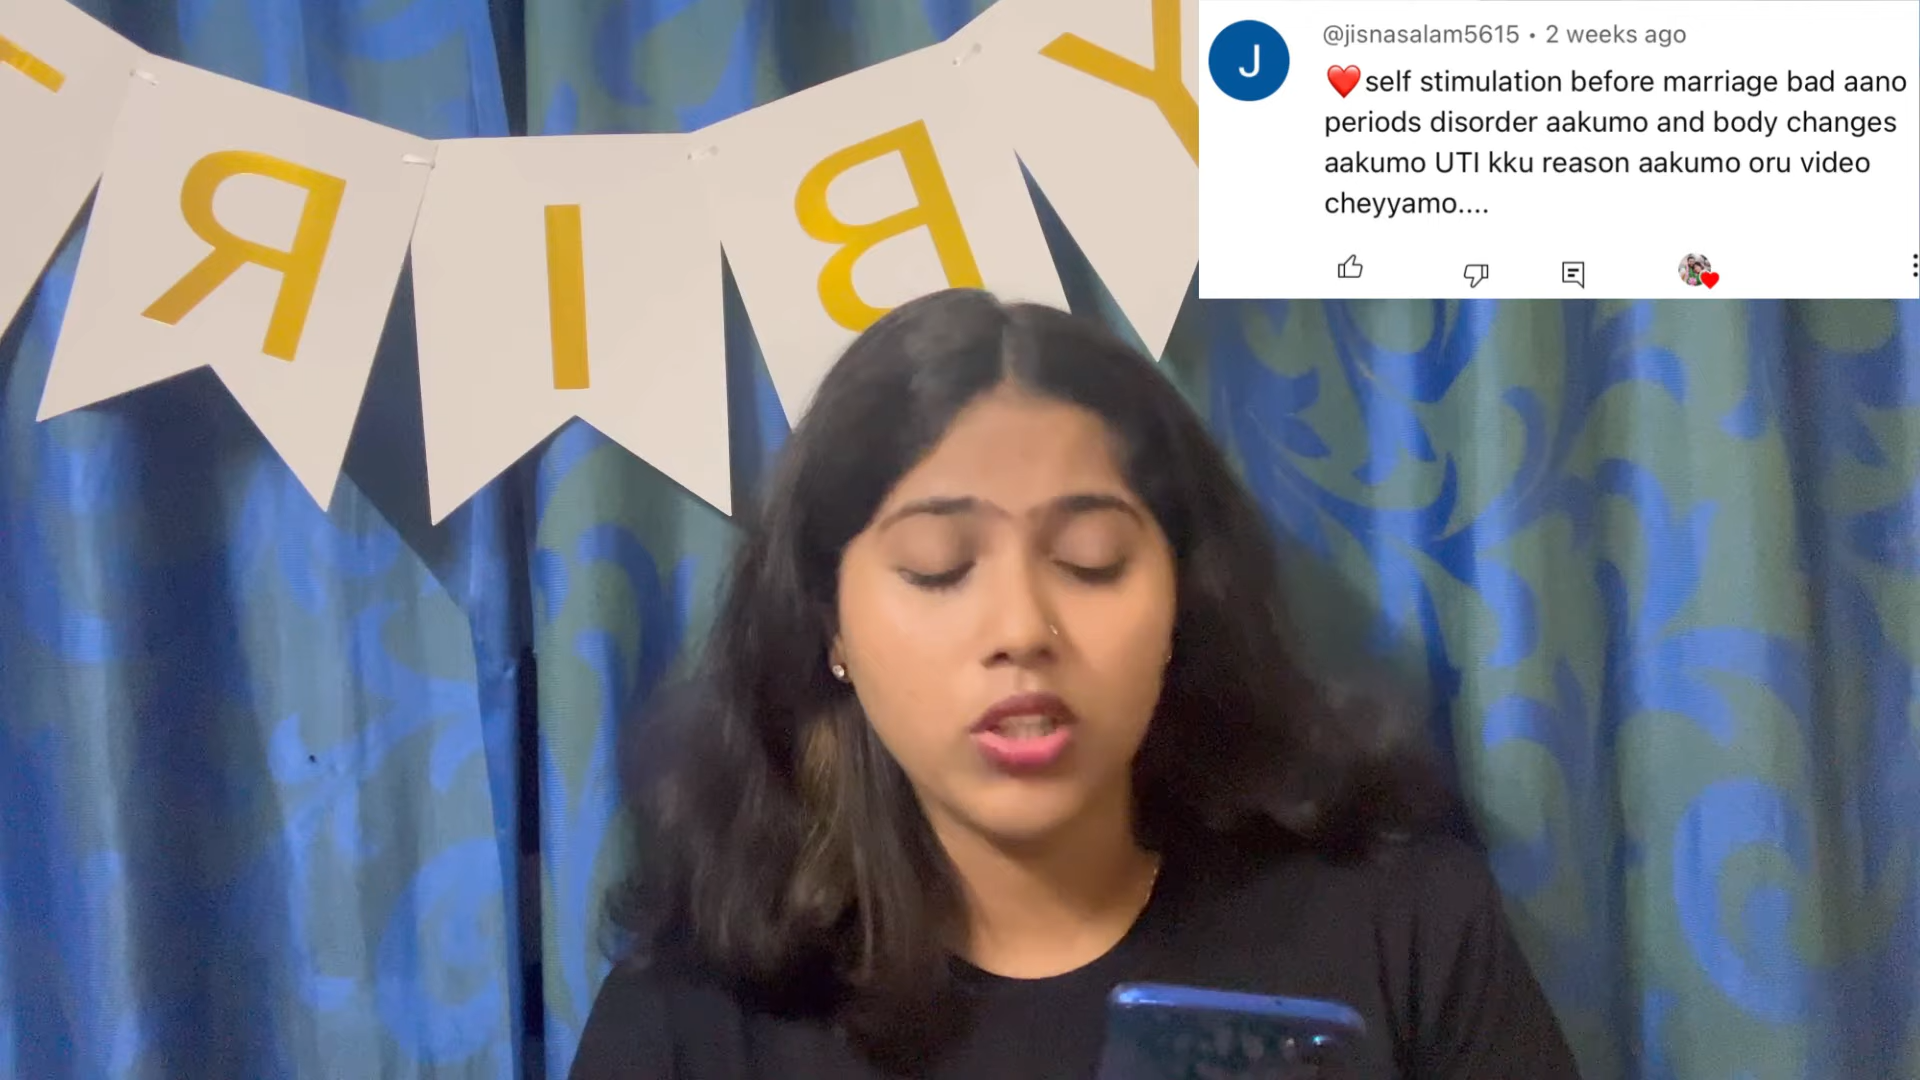 Y
B
I
R
@jisnasalam5615 • 2 weeks ago
J
❤️self stimulation before marriage bad aano
periods disorder aakumo and body changes
aakumo UTI kku reason aakumo oru video
cheyyamo....